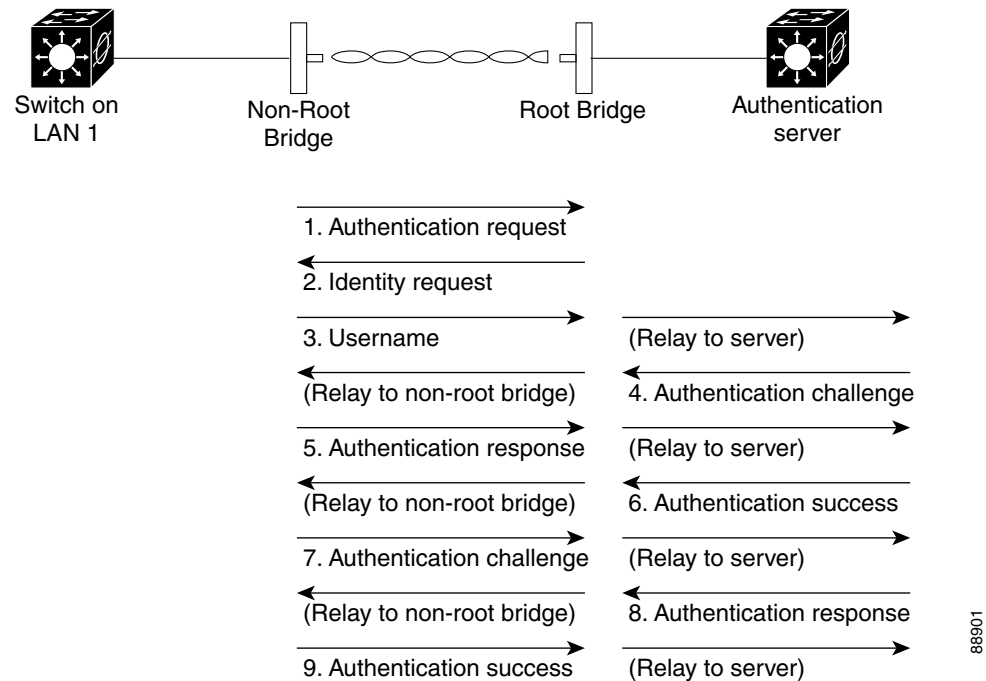 Switch on
LAN 1
Non-Root
Bridge
Root Bridge
Authentication
server
1. Authentication request
2. Identity request
3. Username
(Relay to server)
(Relay to non-root bridge)
4. Authentication challenge
5. Authentication response
(Relay to server)
(Relay to non-root bridge)
6. Authentication success
7. Authentication challenge
(Relay to server)
(Relay to non-root bridge)
8. Authentication response
9. Authentication success
(Relay to server)
88901